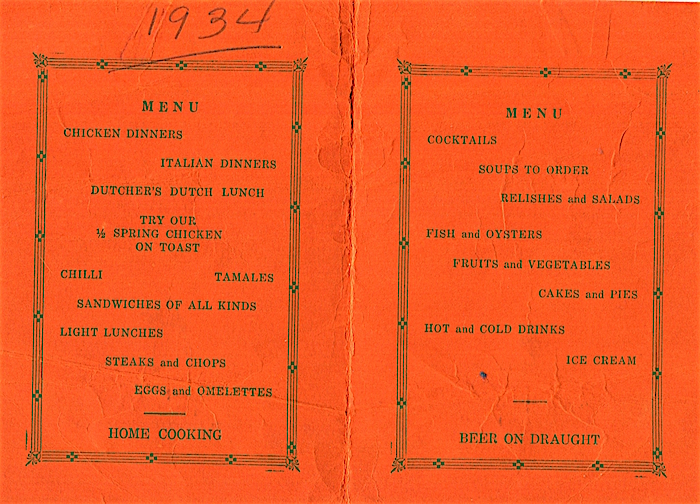 1934
MENU
CHICKEN DINNERS
ITALIAN DINNERS
DUTCHER'S DUTCH LUNCH
TRY OUR
½ SPRING CHICKEN
ON TOAST
CHILLI TAMALES
SANDWICHES OF ALL KINDS
LIGHT LUNCHES
STEAKS and CHOPS
EGGS and OMELETTES
HOME COOKING
MENU
COCKTAILS
SOUPS TO ORDER
RELISHES and SALADS
FISH and OYSTERS
FRUITS and VEGETABLES
CAKES and PIES
HOT and COLD DRINKS
ICE CREAM
BEER ON DRAUGHT